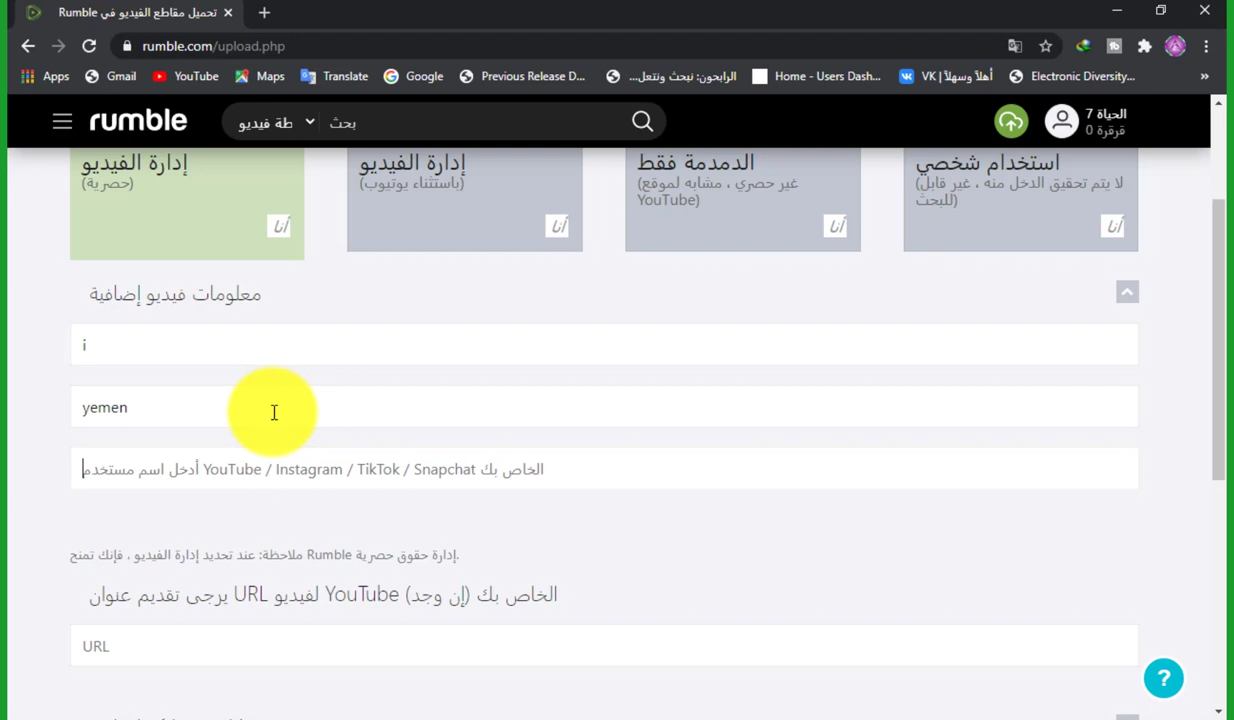 تحميل مقاطع الفيديو في Rumble
rumble.com/upload.php
Apps Gmail YouTube Maps Translate Google Previous Release D... الرابحون: نبحث ونتعل... Home - Users Dash... VK | أهلاً وسهلاً Electronic Diversity... »
rumble طة فيديو بحث الحياة 7
قرقرة 0
إدارة الفيديو
(حصرية)
أنا
إدارة الفيديو
(باستثناء يوتيوب)
أنا
الدمدمة فقط
(غير حصري ، مشابه لموقع
YouTube)
أنا
استخدام شخصي
(لا يتم تحقيق الدخل منه ، غير قابل
للبحث)
أنا
معلومات فيديو إضافية
i
yemen
أدخل اسم مستخدم YouTube / Instagram / TikTok / Snapchat الخاص بك
إدارة حقوق حصرية Rumble ملاحظة: عند تحديد إدارة الفيديو ، فإنك تمنح.
الخاص بك (إن وجد) YouTube لفيديو URL يرجى تقديم عنوان
URL
?